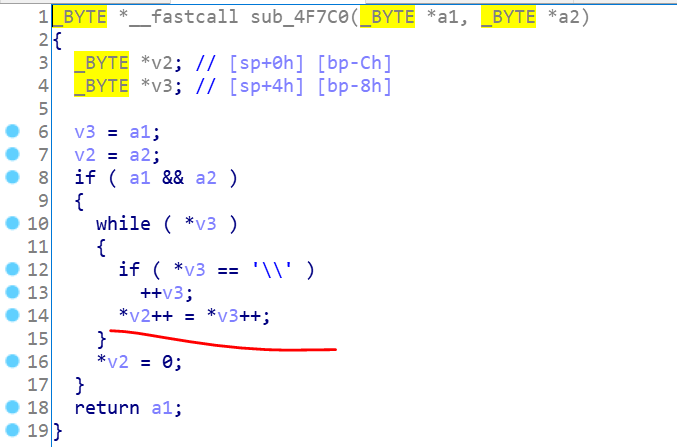 1 _BYTE *__fastcall sub_4F7C0(_BYTE *a1, _BYTE *a2)
2 {
3 _BYTE *v2; // [sp+0h] [bp-Ch]
4 _BYTE *v3; // [sp+4h] [bp-8h]
5
6 v3 = a1;
7 v2 = a2;
8 if ( a1 && a2 )
9 {
10 while ( *v3 )
11 {
12 if ( *v3 == '\\' )
13 ++v3;
14 *v2++ = *v3++;
15 }
16 *v2 = 0;
17 }
18 return a1;
19 }